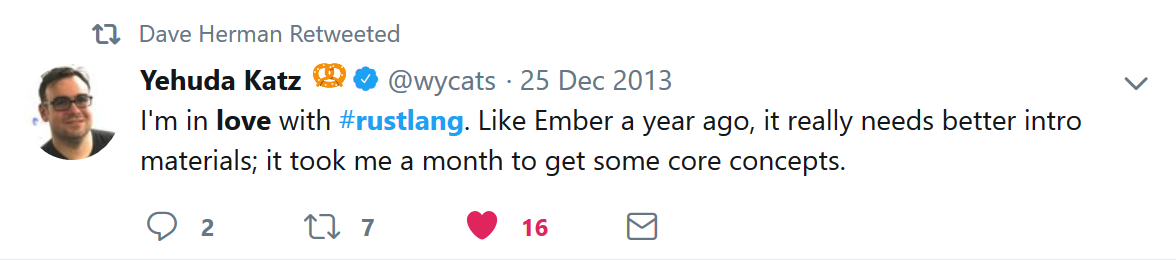 Dave Herman Retweeted
Yehuda Katz 🥨 @wycats · 25 Dec 2013
I'm in love with #rustlang. Like Ember a year ago, it really needs better intro
materials; it took me a month to get some core concepts.
2 7 16